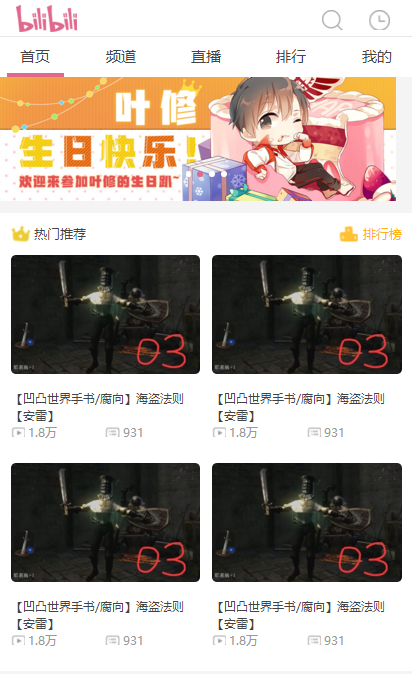 bilibili
首页 频道 直播 排行 我的
叶修
生日快乐!
欢迎来参加叶修的生日趴~
热门推荐 排行榜
03 03
【凹凸世界手书/腐向】海盗法则【安雷】
1.8万 931
【凹凸世界手书/腐向】海盗法则【安雷】
1.8万 931
03 03
【凹凸世界手书/腐向】海盗法则【安雷】
1.8万 931
【凹凸世界手书/腐向】海盗法则【安雷】
1.8万 931